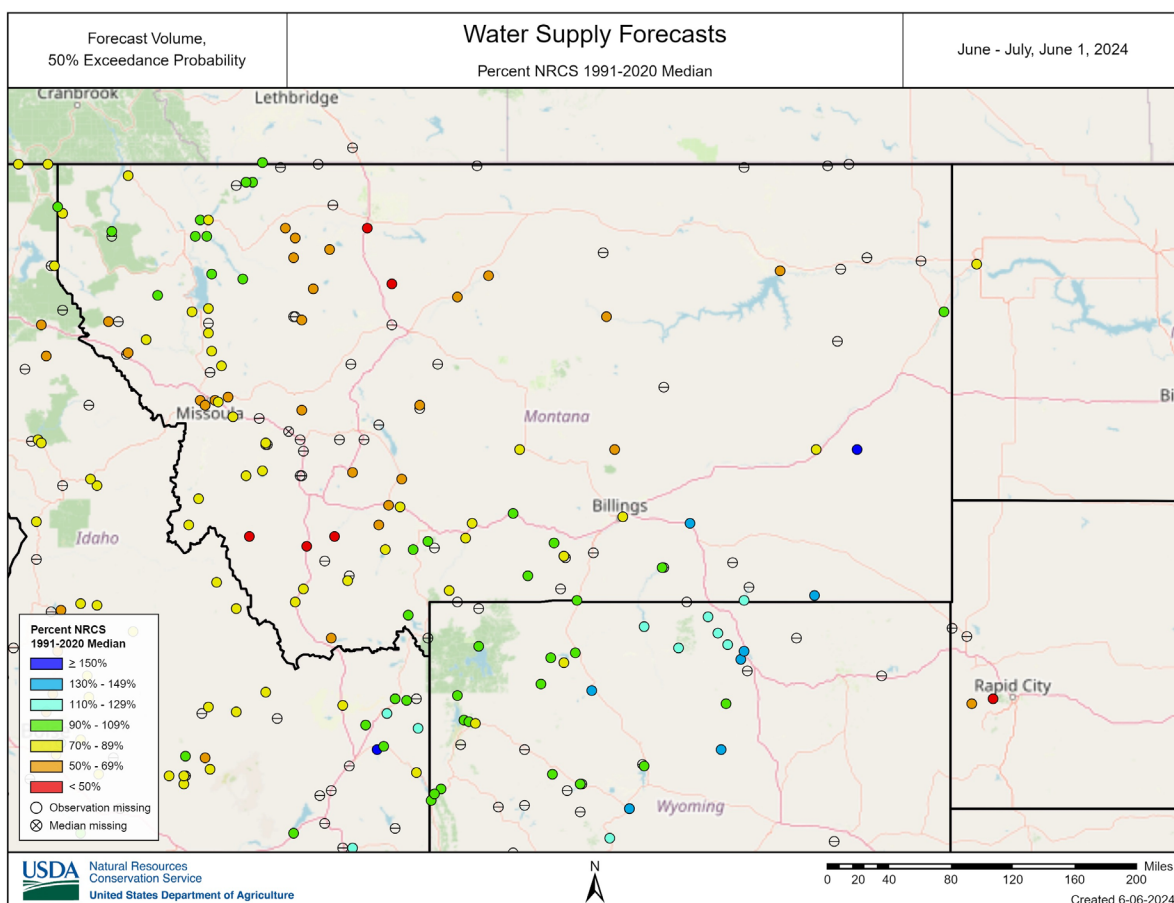 Forecast Volume,
50% Exceedance Probability
Water Supply Forecasts
Percent NRCS 1991-2020 Median
June - July, June 1, 2024
Cranbrook
Lethbridge
Missoula
Montana
Billings
Idaho
Rapid City
Wyoming
Bi
Percent NRCS
1991-2020 Median
≥ 150%
130% - 149%
110% - 129%
90% - 109%
70% - 89%
50% - 69%
< 50%
Observation missing
Median missing
USDA
Natural Resources
Conservation Service
United States Department of Agriculture
N
Miles
0 20 40 80 120 160 200
Created 6-06-2024